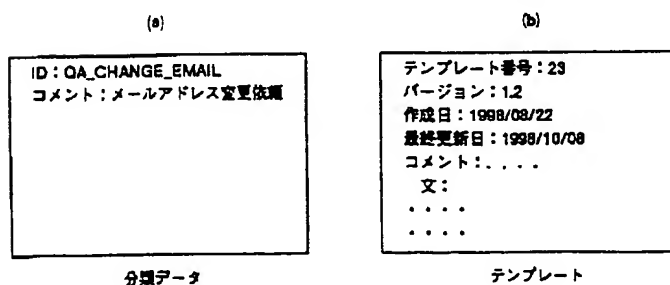 (a)
ID：QA_CHANGE_EMAIL
コメント：メールアドレス変更依頼
分類データ
(b)
テンプレート番号：23
バージョン：1.2
作成日：1998/08/22
最終更新日：1998/10/08
コメント：. . . .
文：
・・・・
・・・・
テンプレート